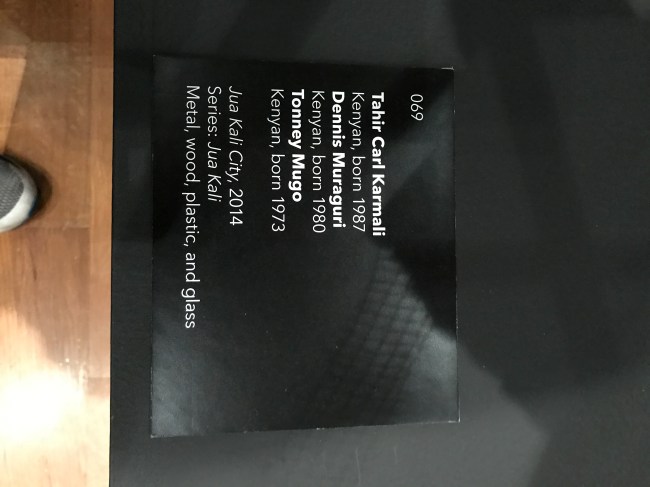 069
Tahir Carl Karmali
Kenyan, born 1987
Dennis Muraguri
Kenyan, born 1980
Tonney Mugo
Kenyan, born 1973
Jua Kali City, 2014
Series: Jua Kali
Metal, wood, plastic, and glass